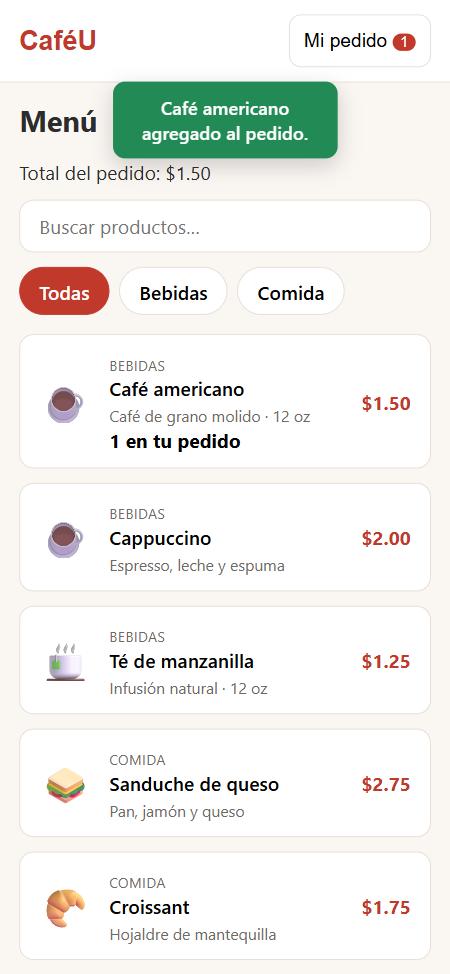 CaféU
Mi pedido 1
Café americano
agregado al pedido.
Menú
Total del pedido: $1.50
Buscar productos...
Todas
Bebidas
Comida
BEBIDAS
Café americano
Café de grano molido · 12 oz
1 en tu pedido
$1.50
BEBIDAS
Cappuccino
Espresso, leche y espuma
$2.00
BEBIDAS
Té de manzanilla
Infusión natural · 12 oz
$1.25
COMIDA
Sanduche de queso
Pan, jamón y queso
$2.75
COMIDA
Croissant
Hojaldre de mantequilla
$1.75